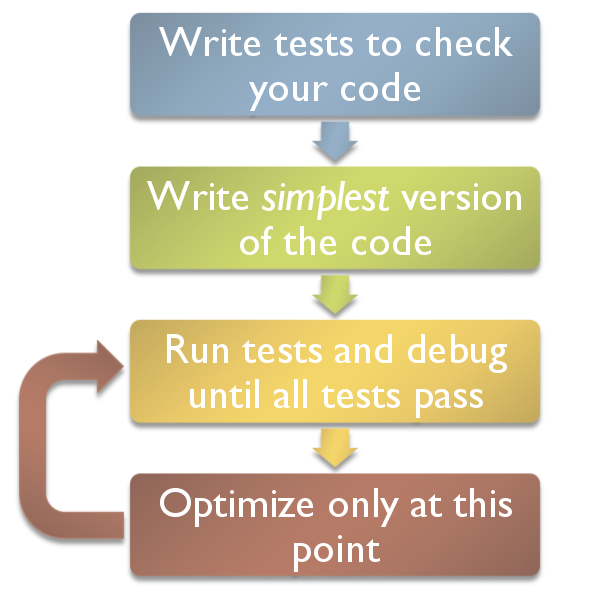 Write tests to check
your code
Write simplest version
of the code
Run tests and debug
until all tests pass
Optimize only at this
point